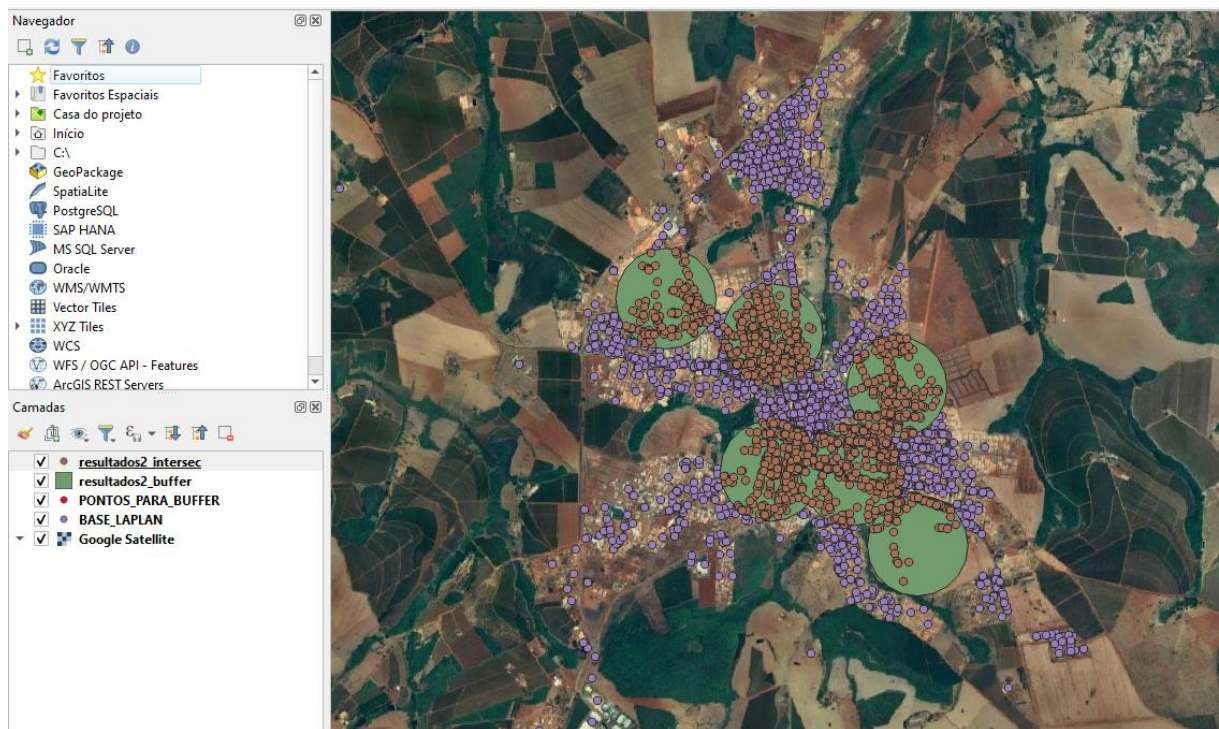 Navegador
Favoritos
Favoritos Espaciais
Casa do projeto
Início
C:\
GeoPackage
SpatiaLite
PostgreSQL
SAP HANA
MS SQL Server
Oracle
WMS/WMTS
Vector Tiles
XYZ Tiles
WCS
WFS / OGC API - Features
ArcGIS REST Servers
Camadas
resultados2_intersec
resultados2_buffer
PONTOS_PARA_BUFFER
BASE_LAPLAN
Google Satellite